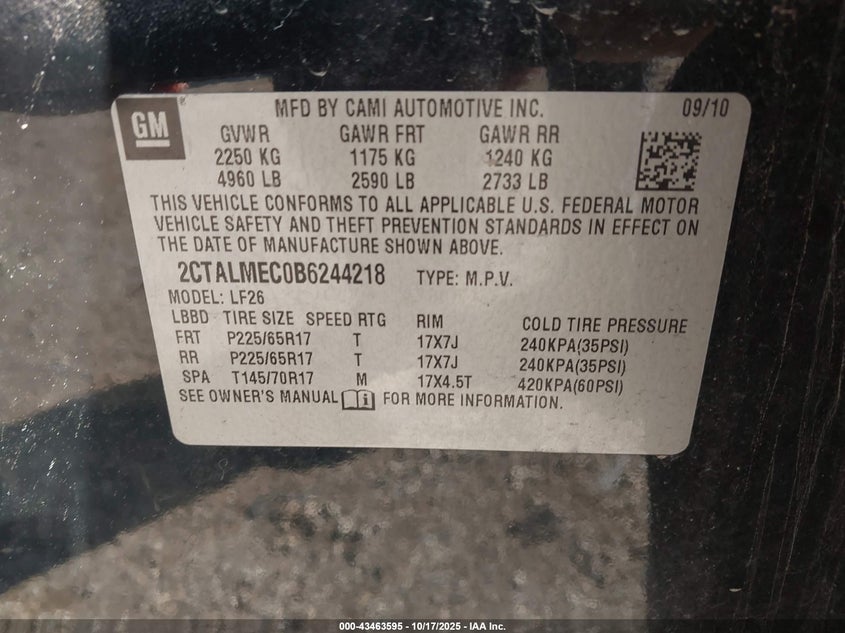 GM ® MFD BY CAMI AUTOMOTIVE INC. 09/10
GVWR GAWR FRT GAWR RR
2250 KG 1175 KG 1240 KG
4960 LB 2590 LB 2733 LB
THIS VEHICLE CONFORMS TO ALL APPLICABLE U.S. FEDERAL MOTOR
VEHICLE SAFETY AND THEFT PREVENTION STANDARDS IN EFFECT ON
THE DATE OF MANUFACTURE SHOWN ABOVE.
2CTALMEC0B6244218 TYPE: M.P.V.
MODEL: LF26
LBBD TIRE SIZE SPEED RTG RIM COLD TIRE PRESSURE
FRT P225/65R17 T 17X7J 240KPA(35PSI)
RR P225/65R17 T 17X7J 240KPA(35PSI)
SPA T145/70R17 M 17X4.5T 420KPA(60PSI)
SEE OWNER'S MANUAL FOR MORE INFORMATION.
000-43463595 - 10/17/2025 - IAA Inc.